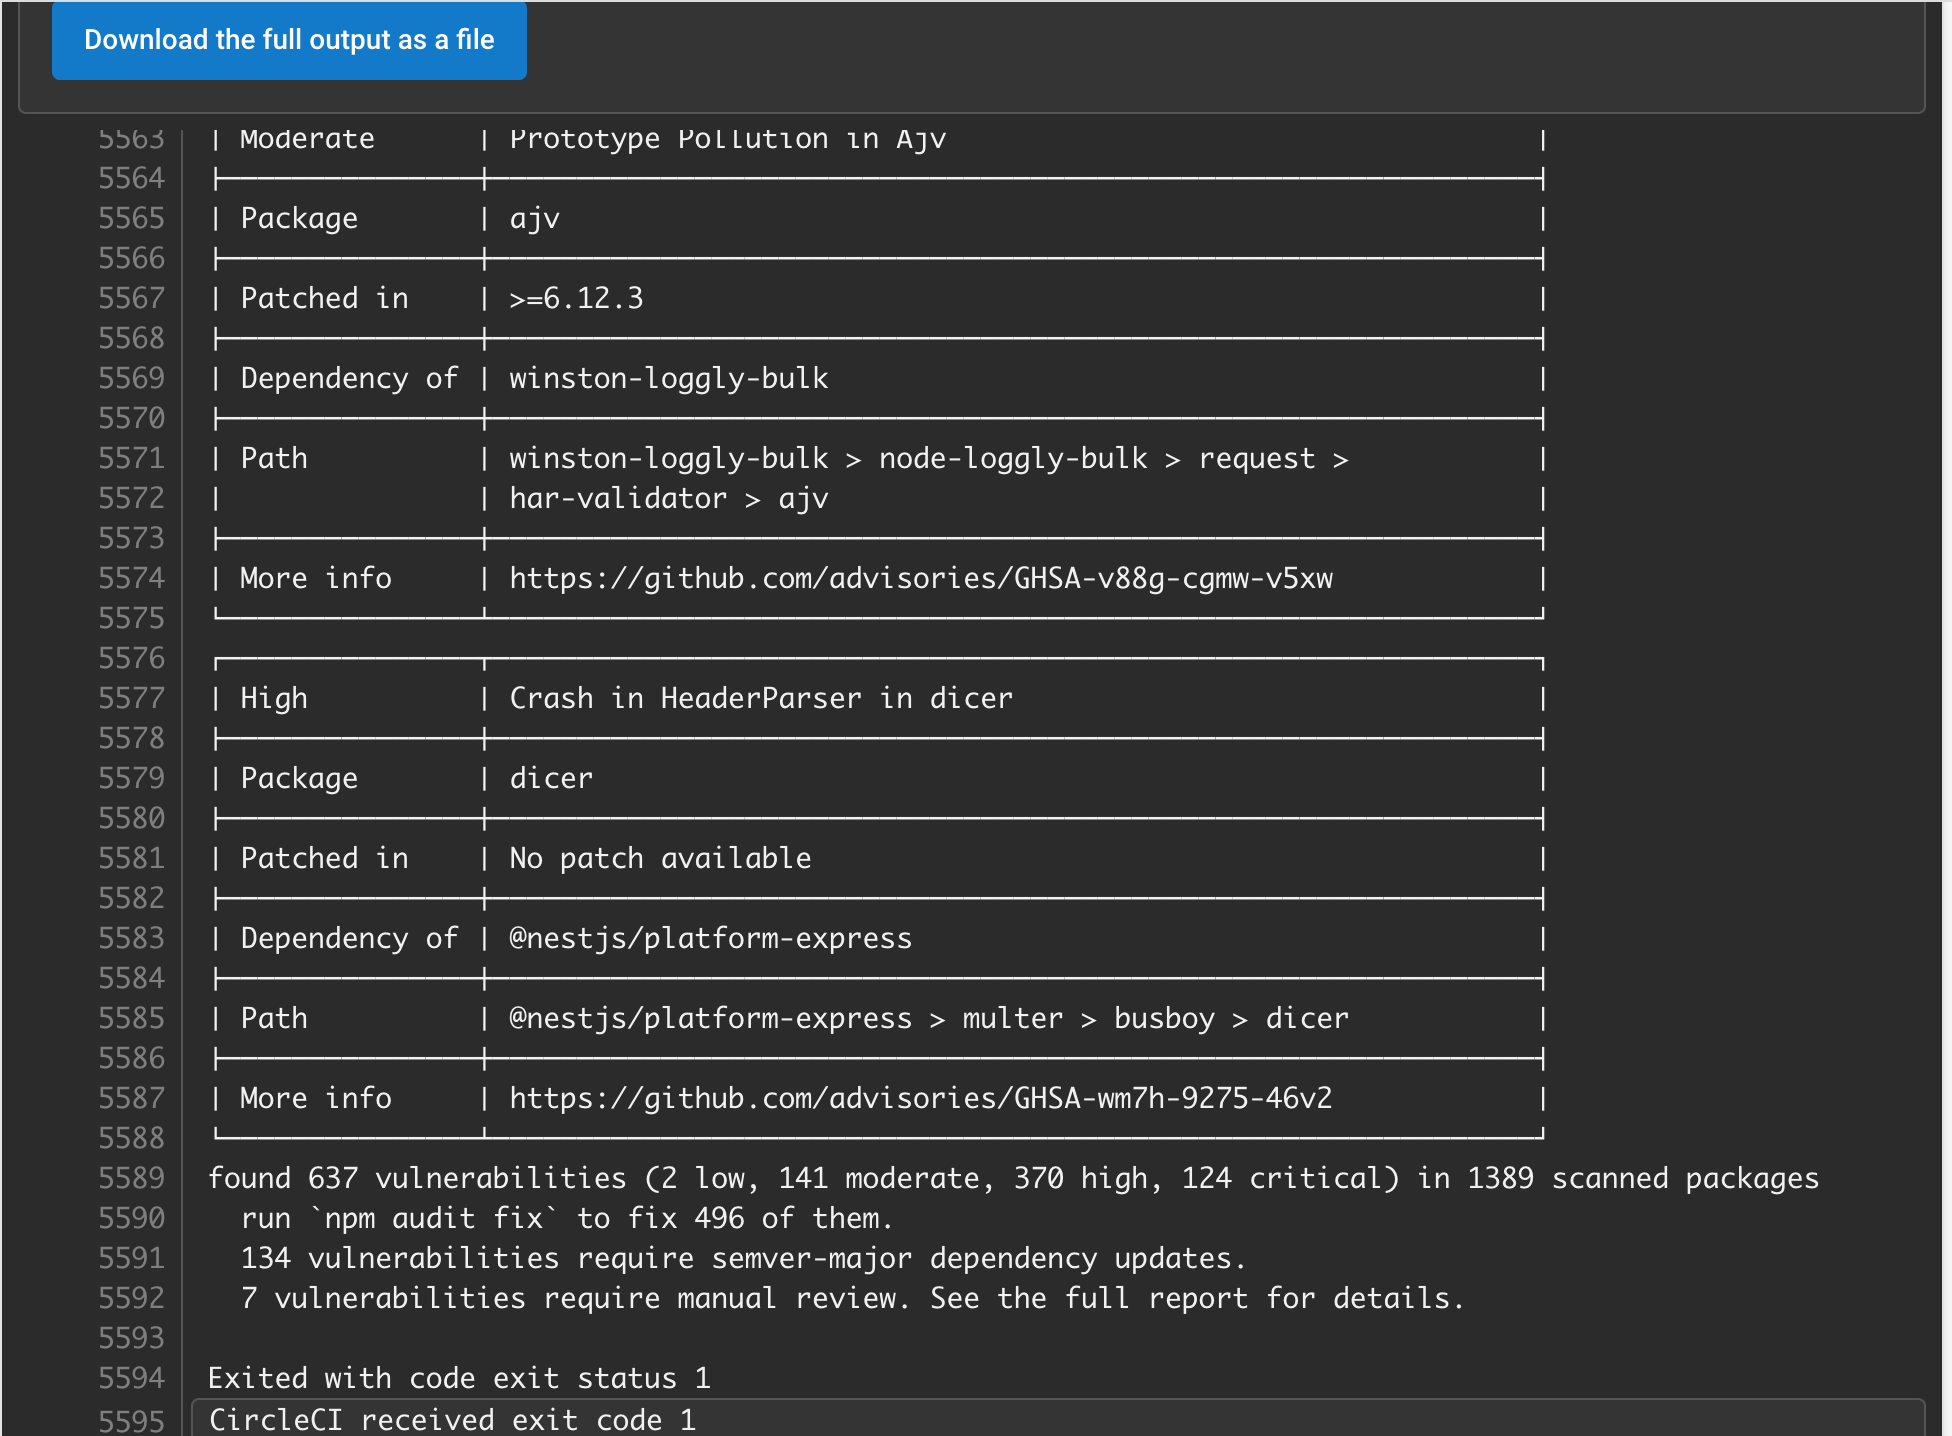 Download the full output as a file
5563 | Moderate | Prototype Pollution in Ajv |
5564
5565 | Package | ajv |
5566
5567 | Patched in | >=6.12.3 |
5568
5569 | Dependency of | winston-loggly-bulk |
5570
5571 | Path | winston-loggly-bulk > node-loggly-bulk > request > |
5572 | | har-validator > ajv |
5573
5574 | More info | https://github.com/advisories/GHSA-v88g-cgmw-v5xw |
5575
5576
5577 | High | Crash in HeaderParser in dicer |
5578
5579 | Package | dicer |
5580
5581 | Patched in | No patch available |
5582
5583 | Dependency of | @nestjs/platform-express |
5584
5585 | Path | @nestjs/platform-express > multer > busboy > dicer |
5586
5587 | More info | https://github.com/advisories/GHSA-wm7h-9275-46v2 |
5588
5589 found 637 vulnerabilities (2 low, 141 moderate, 370 high, 124 critical) in 1389 scanned packages
5590 run `npm audit fix` to fix 496 of them.
5591 134 vulnerabilities require semver-major dependency updates.
5592 7 vulnerabilities require manual review. See the full report for details.
5593
5594 Exited with code exit status 1
5595 CircleCI received exit code 1